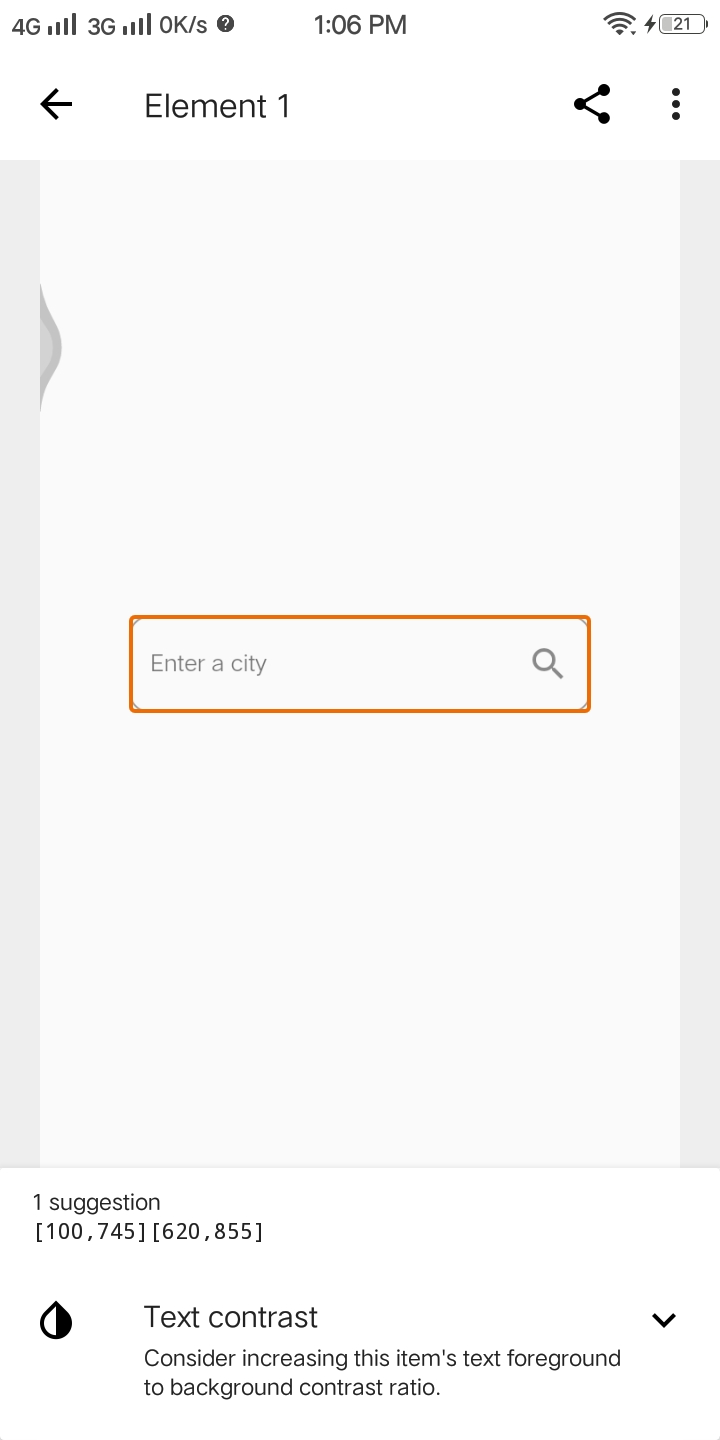 4G 3G 0K/s 1:06 PM 21
Element 1
Enter a city
1 suggestion
[100,745][620,855]
Text contrast
Consider increasing this item's text foreground
to background contrast ratio.